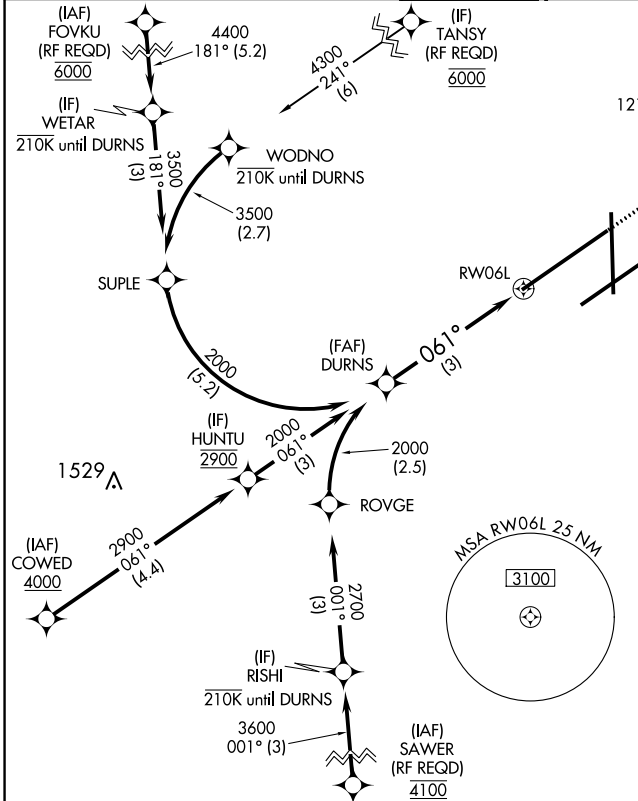 (IAF)
FOVKU
(RF REQD)
6000
4400
181° (5.2)
(IF)
TANSY
(RF REQD)
6000
4300
241°
(6)
121
(IF)
WETAR
210K until DURNS
3500
181°
(3)
WODNO
210K until DURNS
3500
(2.7)
SUPLE
RW06L
2000
(5.2)
(FAF)
DURNS
061°
(3)
(IF)
HUNTU
2900
2000
061°
(3)
2000
(2.5)
1529
ROVGE
(IAF)
COWED
4000
2900
061°
(4.4)
MSA RW06L 25 NM
3100
2700
001°
(3)
(IF)
RISHI
210K until DURNS
3600
001° (3)
(IAF)
SAWER
(RF REQD)
4100